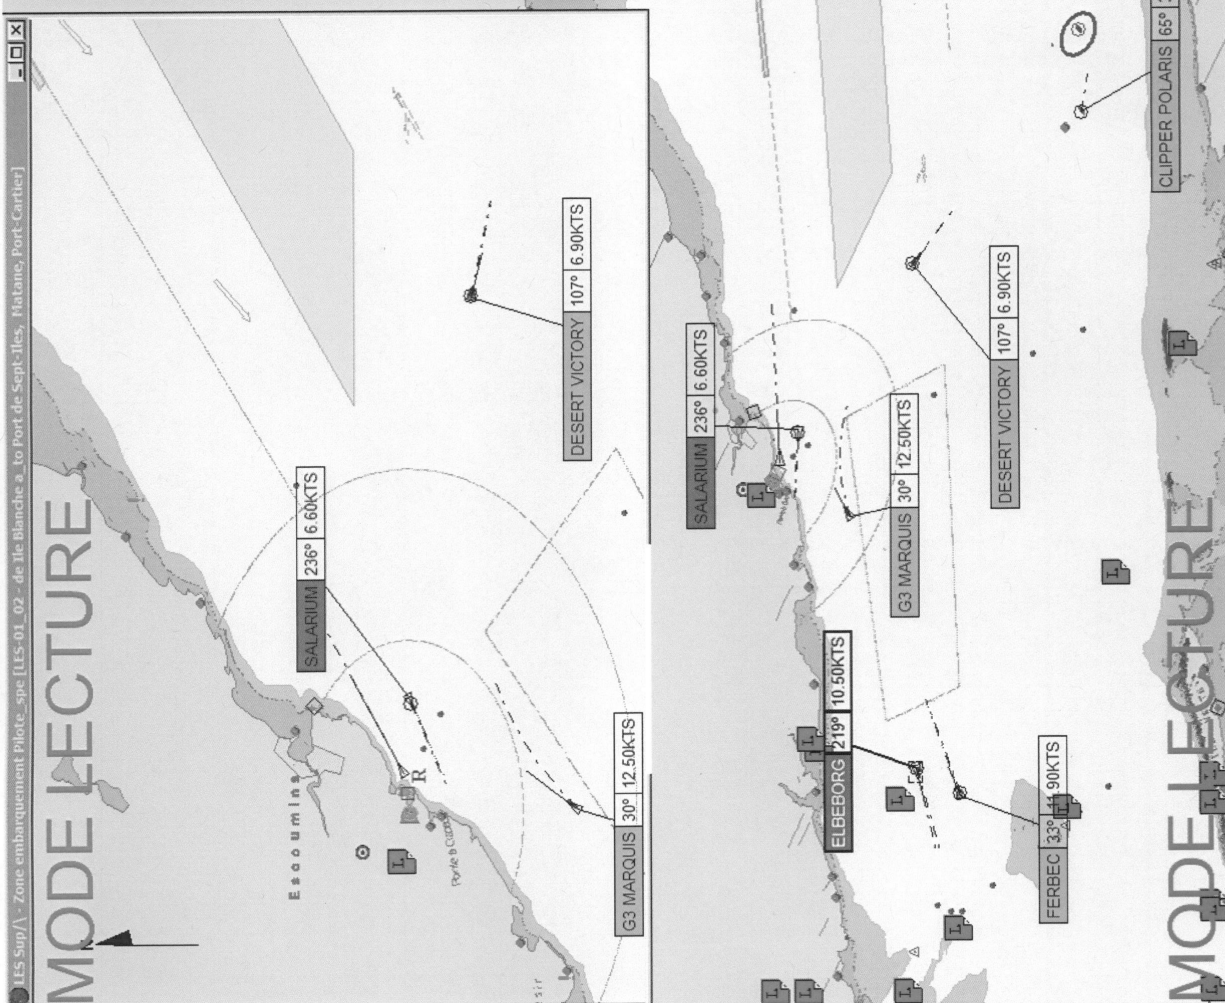 LES Sup/\ - Zone embarquement Pilote_spe [LES-01_02 - de Ile Blanche a_to Port de Sept-Iles, Matane, Port-Cartier]
MODE LECTURE
N
Escoumins
R
SALARIUM 236° 6.60KTS
DESERT VICTORY 107° 6.90KTS
G3 MARQUIS 30° 12.50KTS
L
SALARIUM 236° 6.60KTS
G3 MARQUIS 30° 12.50KTS
DESERT VICTORY 107° 6.90KTS
ELBEBORG 219° 10.50KTS
FERBEC 33° 11.90KTS
CLIPPER POLARIS 65°
L
L
L
L
L
L
L
L
L
L
MODE LECTURE